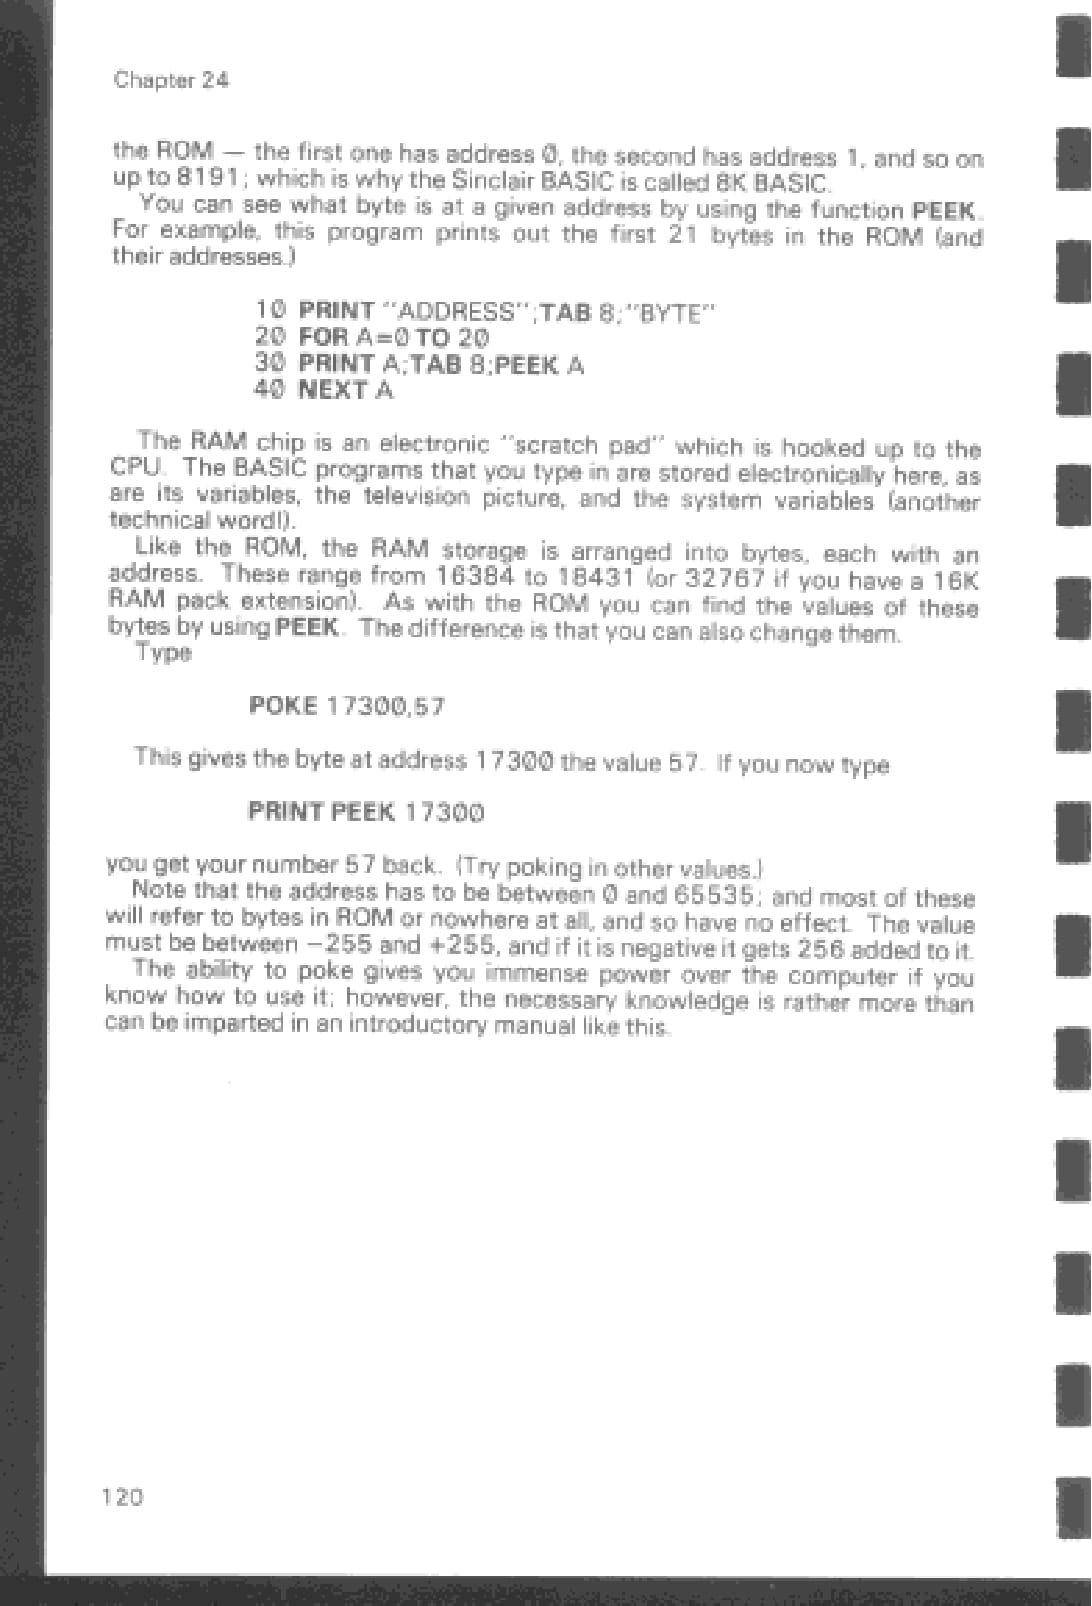 Chapter 24
the ROM — the first one has address 0, the second has address 1, and so on
up to 8191; which is why the Sinclair BASIC is called 8K BASIC.
You can see what byte is at a given address by using the function PEEK.
For example, this program prints out the first 21 bytes in the ROM (and
their addresses.)
10 PRINT "ADDRESS";TAB 8;"BYTE"
20 FOR A=0 TO 20
30 PRINT A;TAB 8;PEEK A
40 NEXT A
The RAM chip is an electronic "scratch pad" which is hooked up to the
CPU. The BASIC programs that you type in are stored electronically here, as
are its variables, the television picture, and the system variables (another
technical word!).
Like the ROM, the RAM storage is arranged into bytes, each with an
address. These range from 16384 to 18431 (or 32767 if you have a 16K
RAM pack extension). As with the ROM you can find the values of these
bytes by using PEEK. The difference is that you can also change them.
Type
POKE 17300,57
This gives the byte at address 17300 the value 57. If you now type
PRINT PEEK 17300
you get your number 57 back. (Try poking in other values.)
Note that the address has to be between 0 and 65535; and most of these
will refer to bytes in ROM or nowhere at all, and so have no effect. The value
must be between −255 and +255, and if it is negative it gets 256 added to it.
The ability to poke gives you immense power over the computer if you
know how to use it; however, the necessary knowledge is rather more than
can be imparted in an introductory manual like this.
120